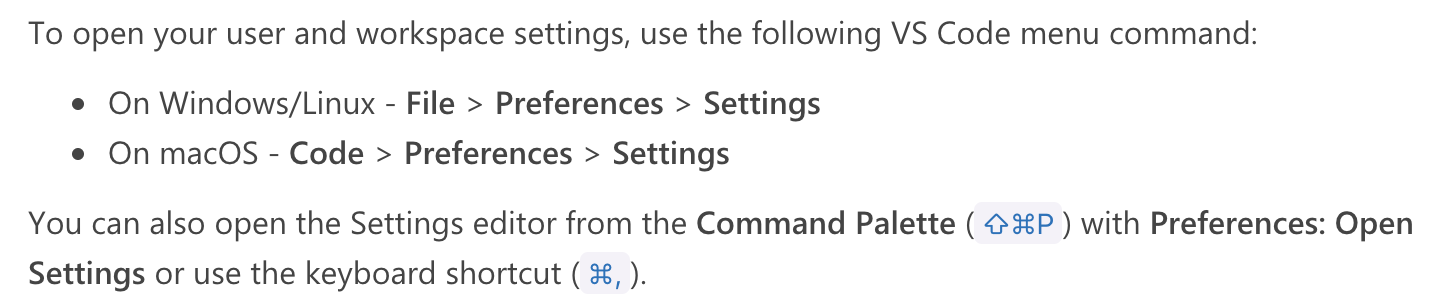 To open your user and workspace settings, use the following VS Code menu command:
• On Windows/Linux - File > Preferences > Settings
• On macOS - Code > Preferences > Settings
You can also open the Settings editor from the Command Palette (⇧⌘P) with Preferences: Open
Settings or use the keyboard shortcut (⌘,).